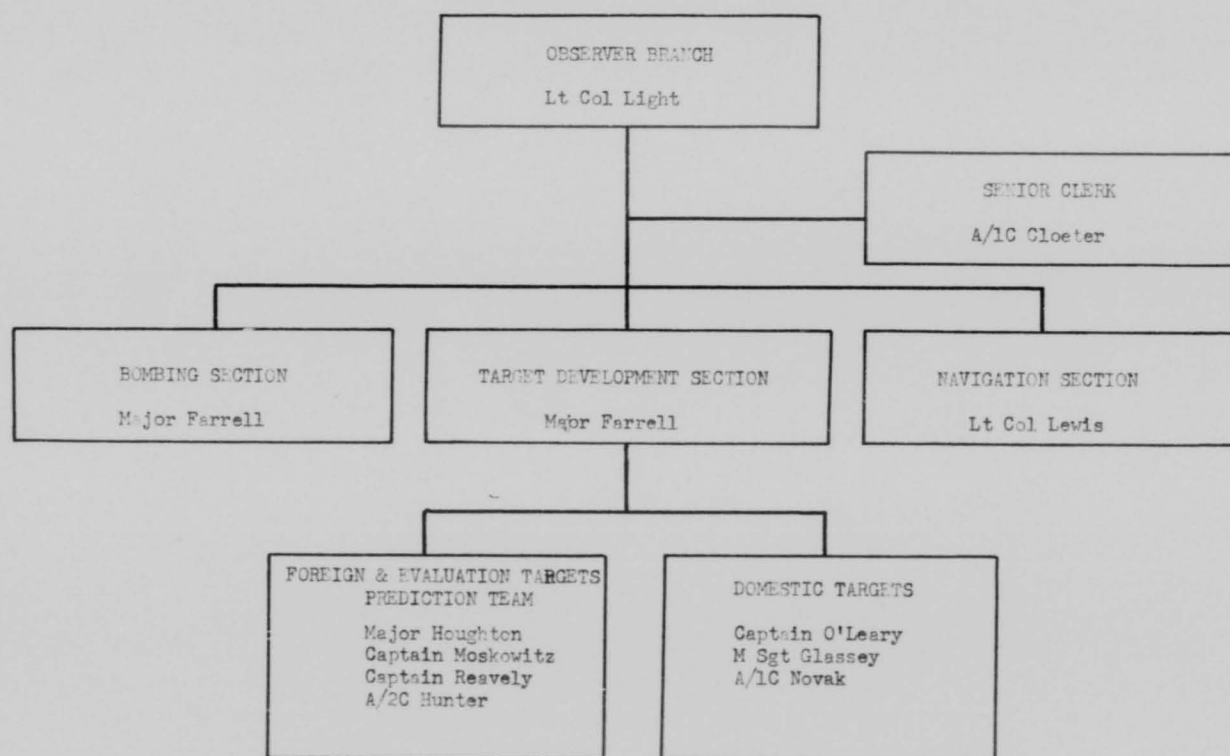 OBSERVER BRANCH
Lt Col Light
SENIOR CLERK
A/1C Cloeter
BOMBING SECTION
Major Farrell
TARGET DEVELOPMENT SECTION
Major Farrell
NAVIGATION SECTION
Lt Col Lewis
FOREIGN & EVALUATION TARGETS
PREDICTION TEAM
Major Houghton
Captain Moskowitz
Captain Reavely
A/2C Hunter
DOMESTIC TARGETS
Captain O'Leary
M Sgt Glassey
A/1C Novak